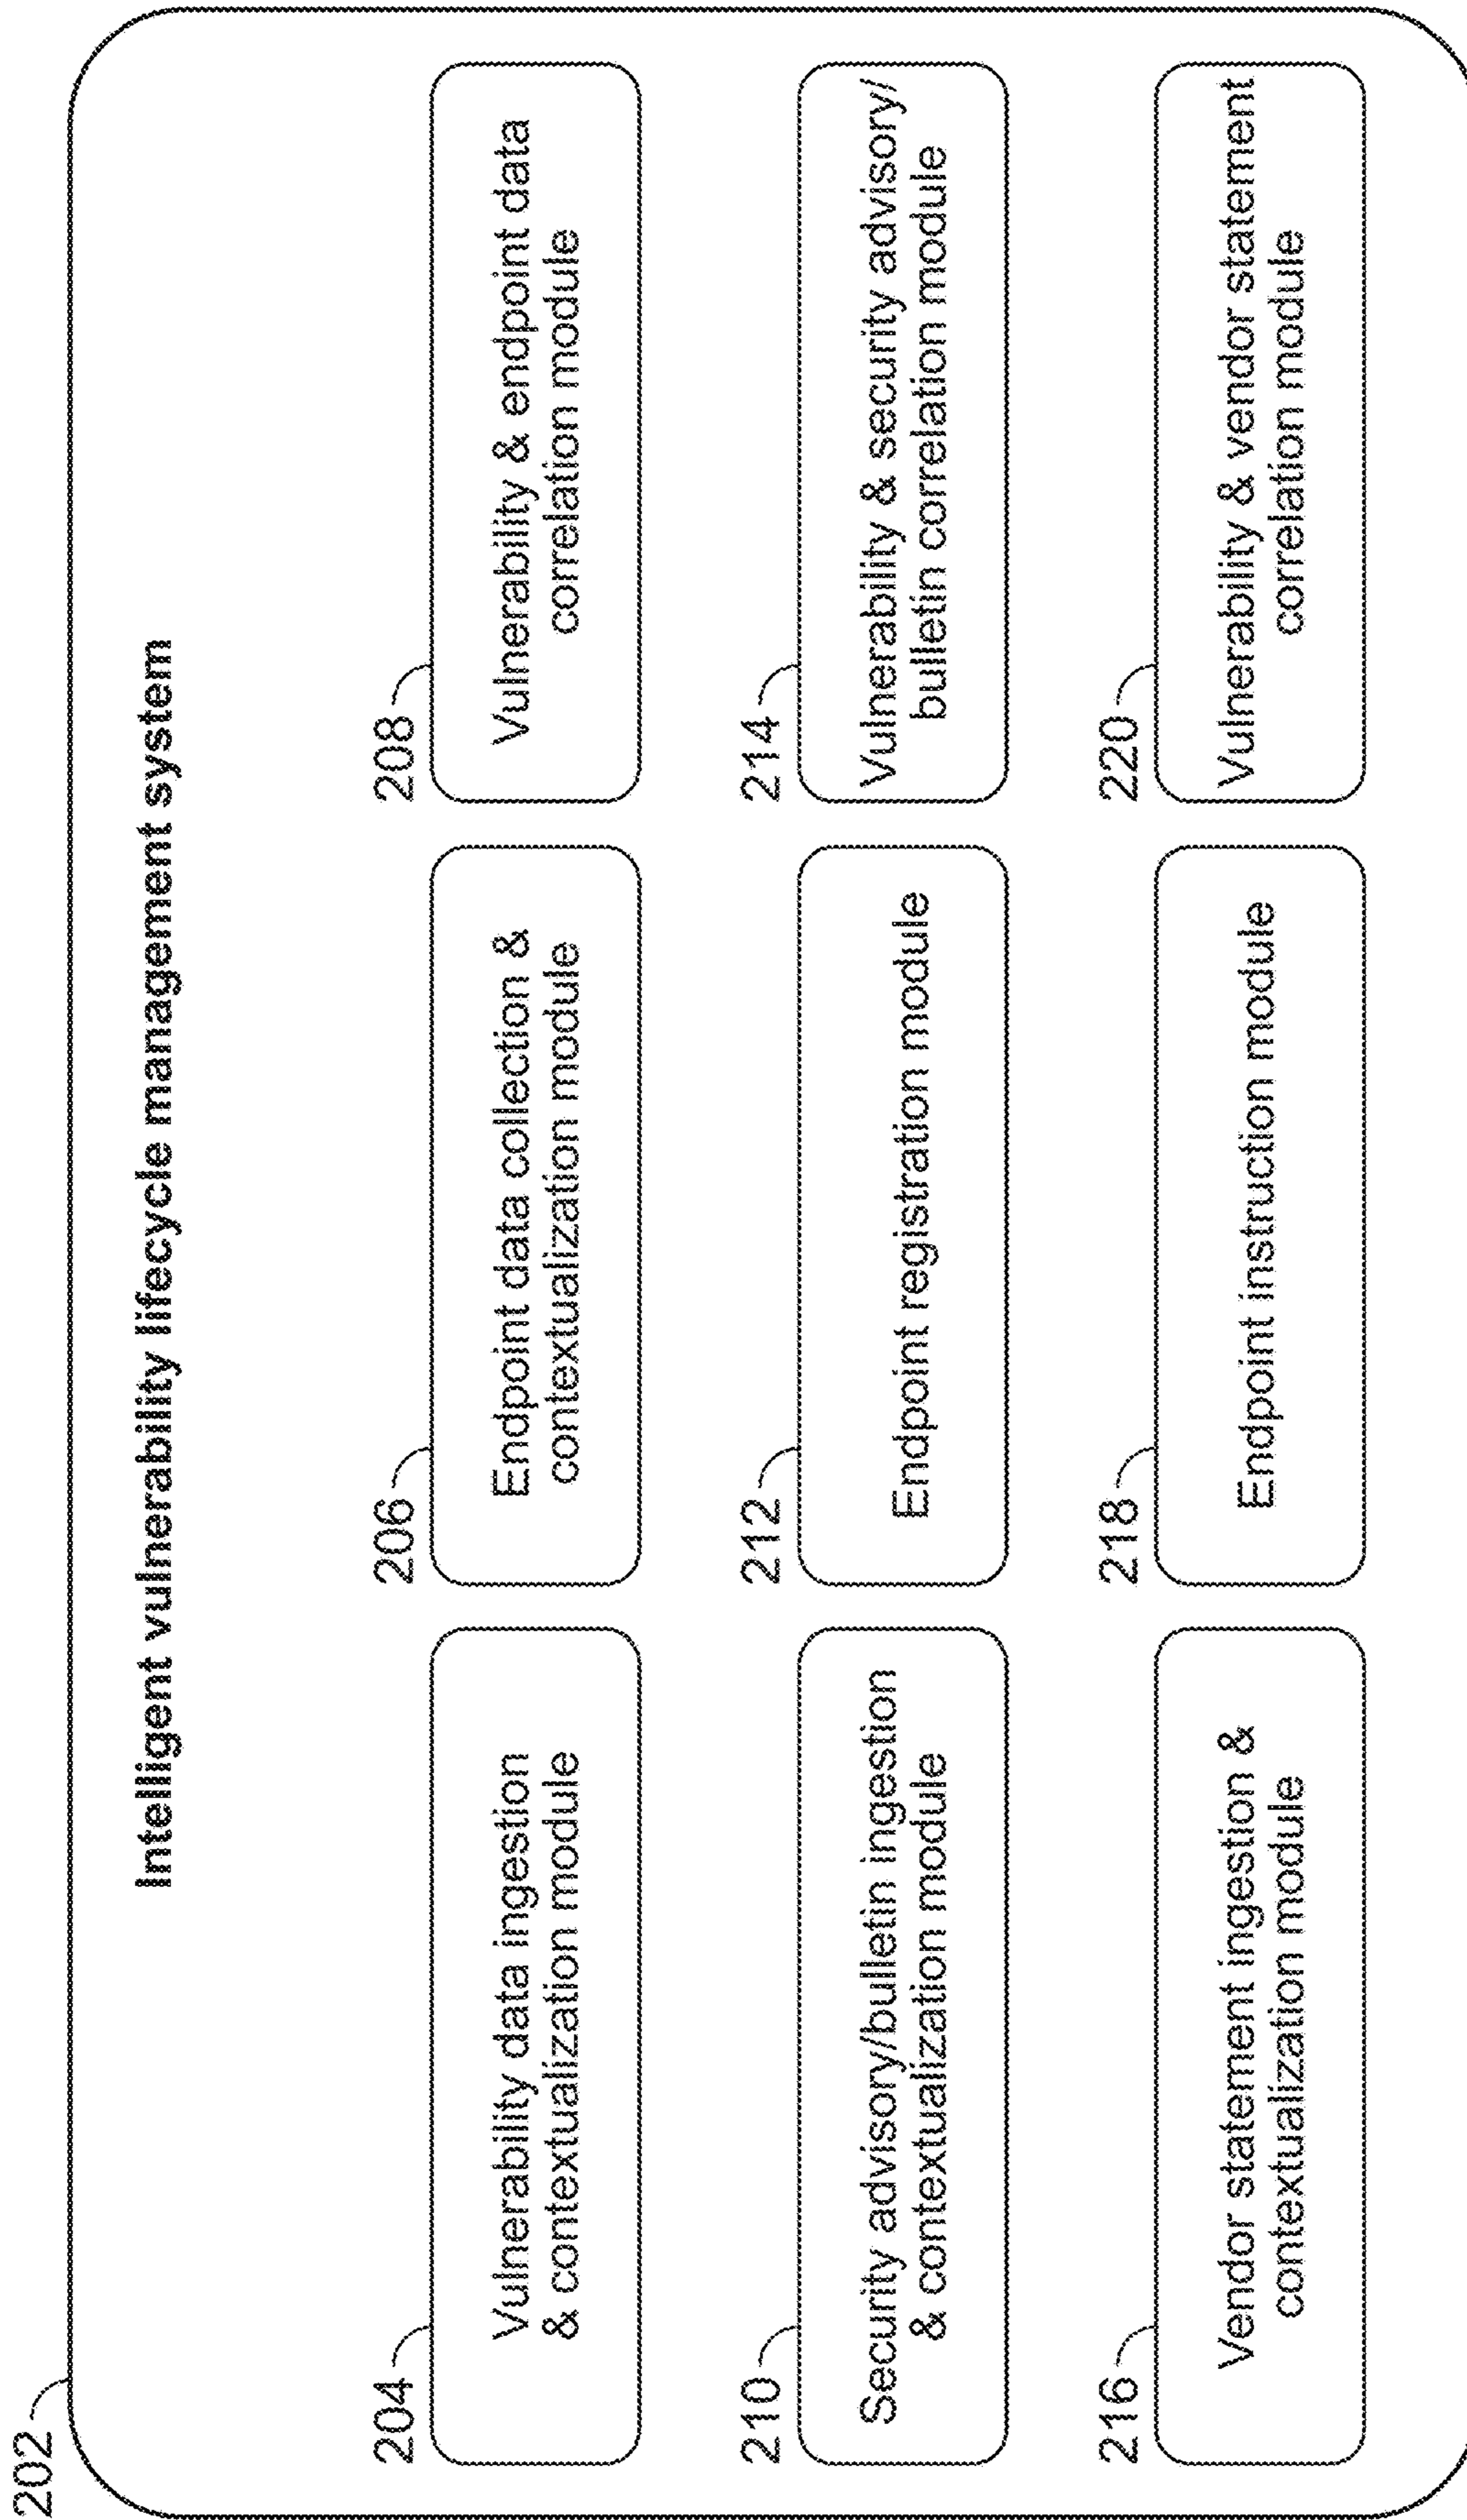 202
Intelligent vulnerability lifecycle management system
204
Vulnerability data ingestion
& contextualization module
206
Endpoint data collection &
contextualization module
208
Vulnerability & endpoint data
correlation module
210
Security advisory/bulletin ingestion
& contextualization module
212
Endpoint registration module
214
Vulnerability & security advisory/
bulletin correlation module
216
Vendor statement ingestion &
contextualization module
218
Endpoint instruction module
220
Vulnerability & vendor statement
correlation module